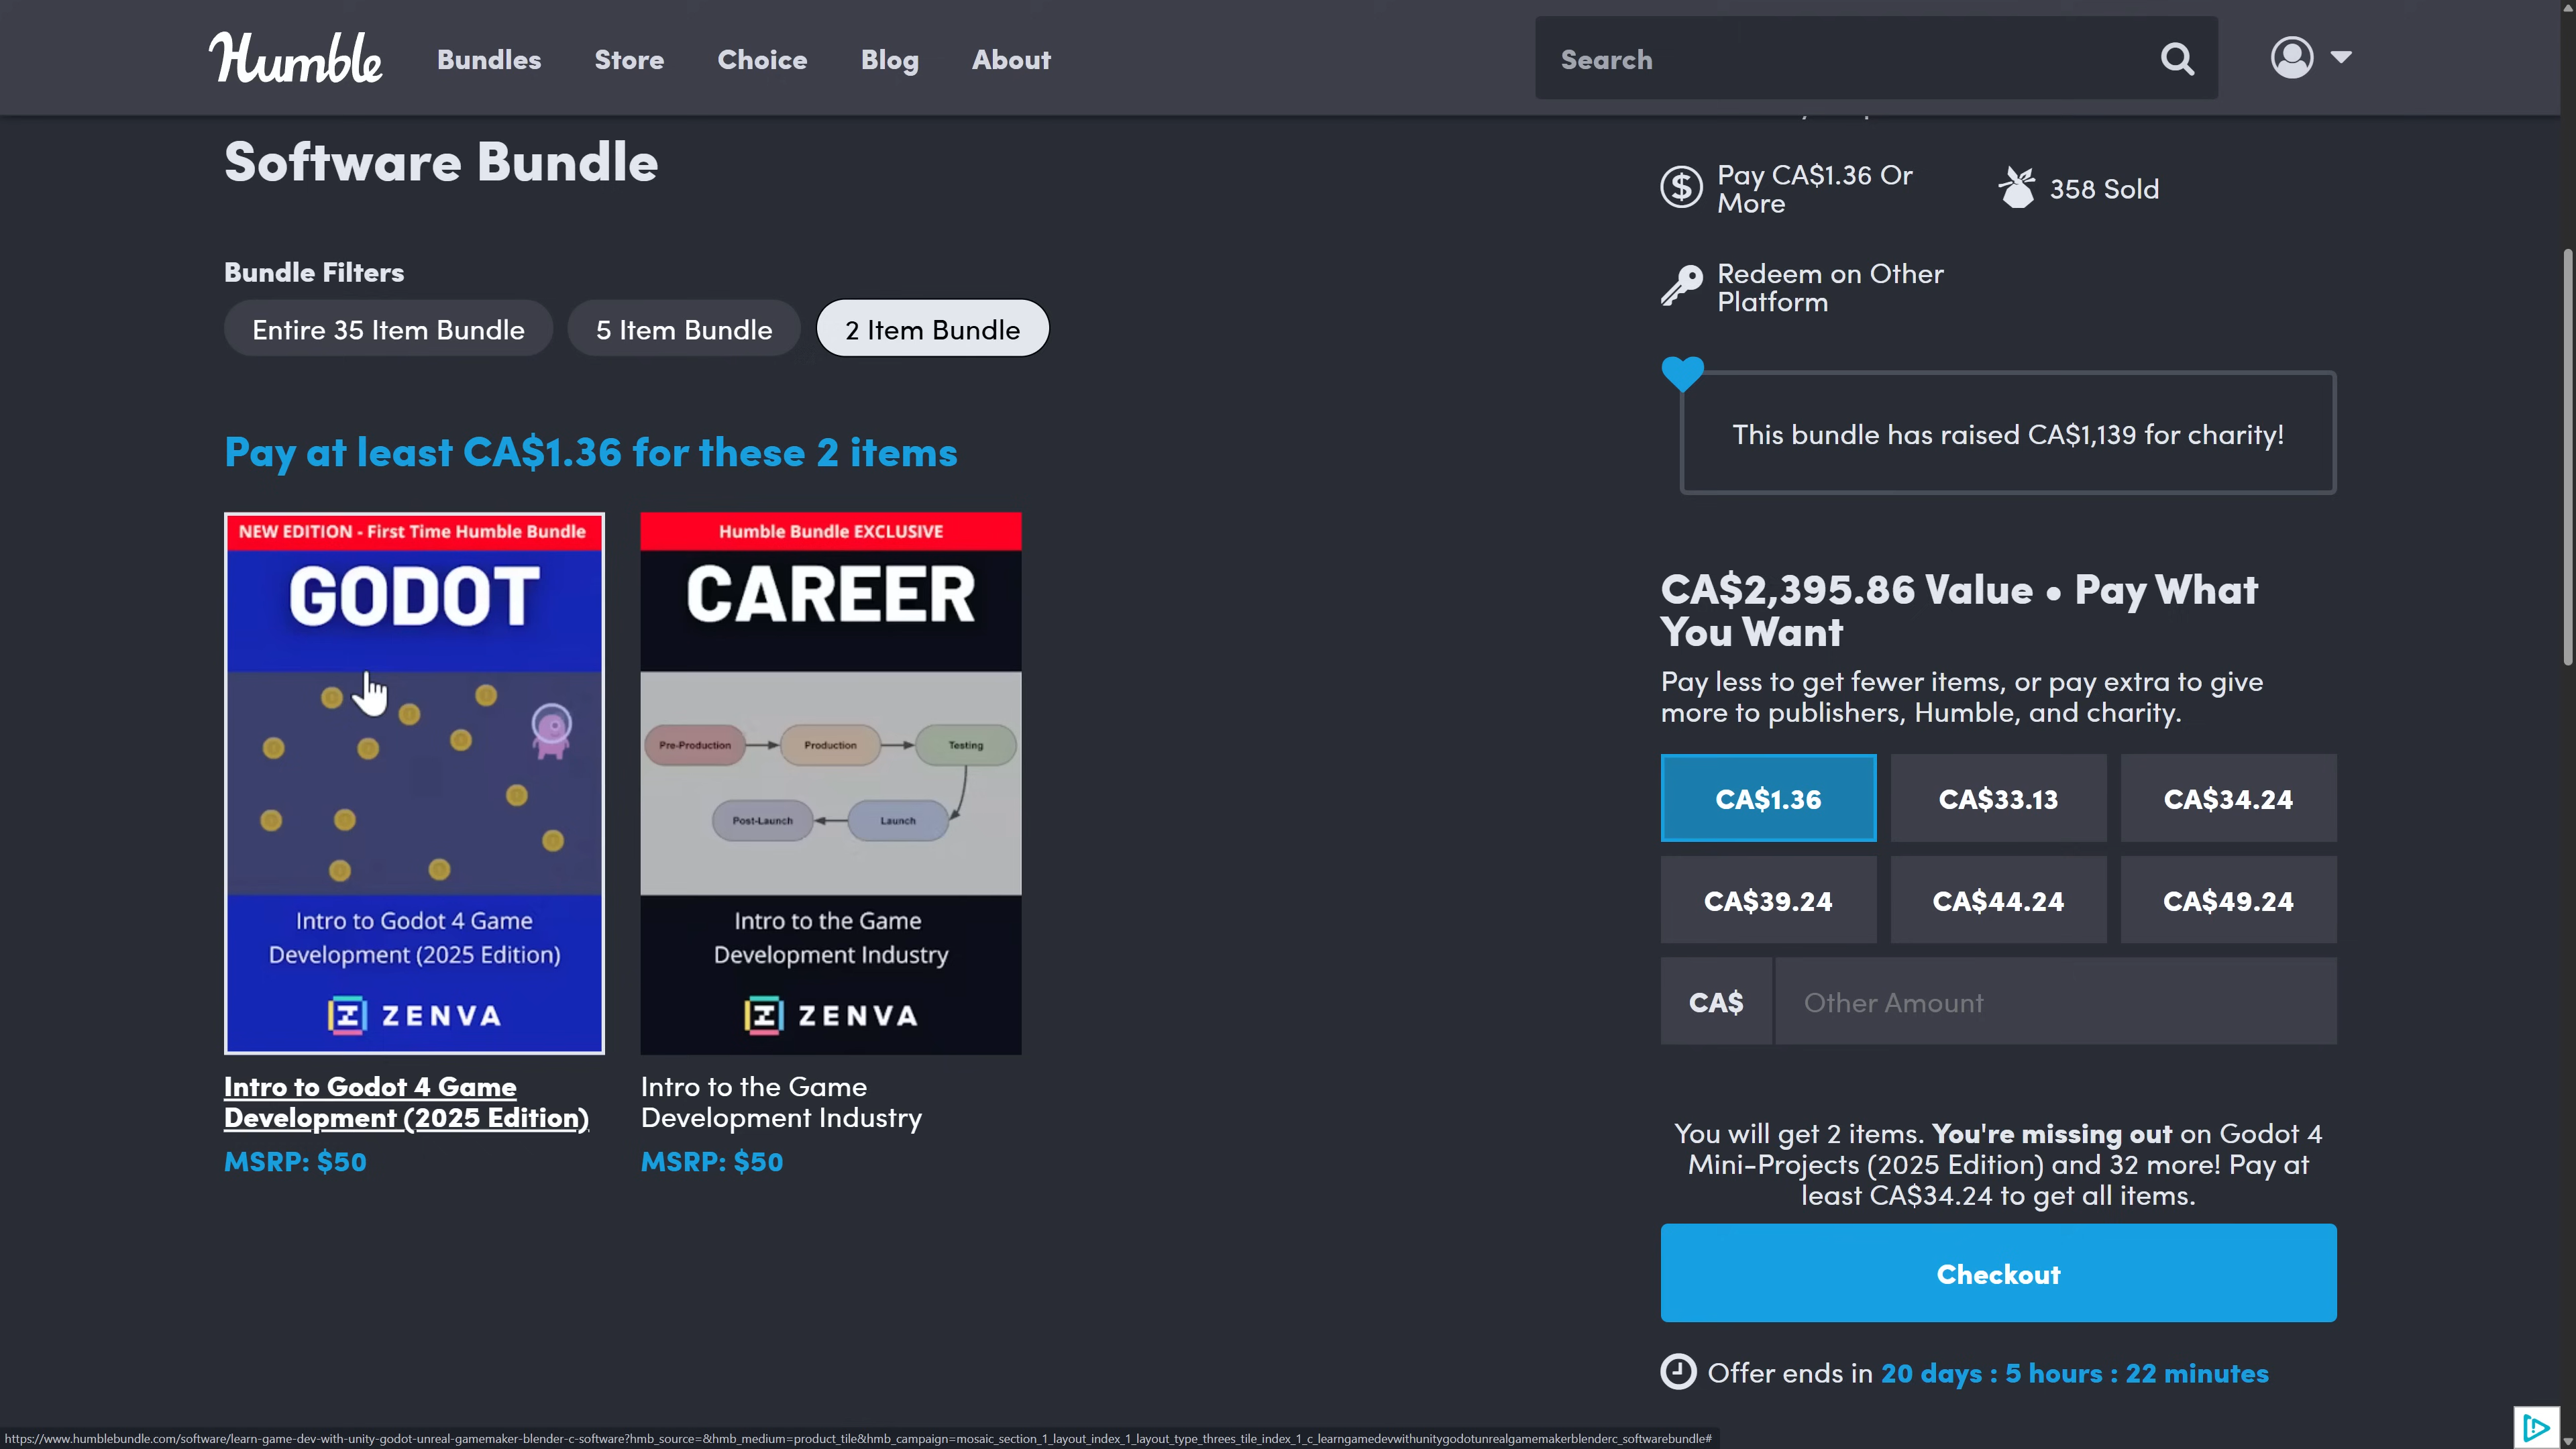 Humble
Bundles
Store
Choice
Blog
About
Search
Software Bundle
Bundle Filters
Entire 35 Item Bundle
5 Item Bundle
2 Item Bundle
Pay at least CA$1.36 for these 2 items
NEW EDITION - First Time Humble Bundle
GODOT
Intro to Godot 4 Game
Development (2025 Edition)
ZENVA
Intro to Godot 4 Game
Development (2025 Edition)
MSRP: $50
Humble Bundle EXCLUSIVE
CAREER
Pre-Production
Production
Testing
Post-Launch
Launch
Intro to the Game
Development Industry
ZENVA
Intro to the Game
Development Industry
MSRP: $50
Pay CA$1.36 Or
More
358 Sold
Redeem on Other
Platform
This bundle has raised CA$1,139 for charity!
CA$2,395.86 Value • Pay What
You Want
Pay less to get fewer items, or pay extra to give
more to publishers, Humble, and charity.
CA$1.36
CA$33.13
CA$34.24
CA$39.24
CA$44.24
CA$49.24
CA$
Other Amount
You will get 2 items. You're missing out on Godot 4
Mini-Projects (2025 Edition) and 32 more! Pay at
least CA$34.24 to get all items.
Checkout
Offer ends in 20 days : 5 hours : 22 minutes
https://www.humblebundle.com/software/learn-game-dev-with-unity-godot-unreal-gamemaker-blender-c-software?hmb_source=&hmb_medium=product_tile&hmb_campaign=mosaic_section_1_layout_index_1_layout_type_threes_tile_index_1_c_learngamedevwithunitygodotunrealgamemakerblenderc_softwarebundle#